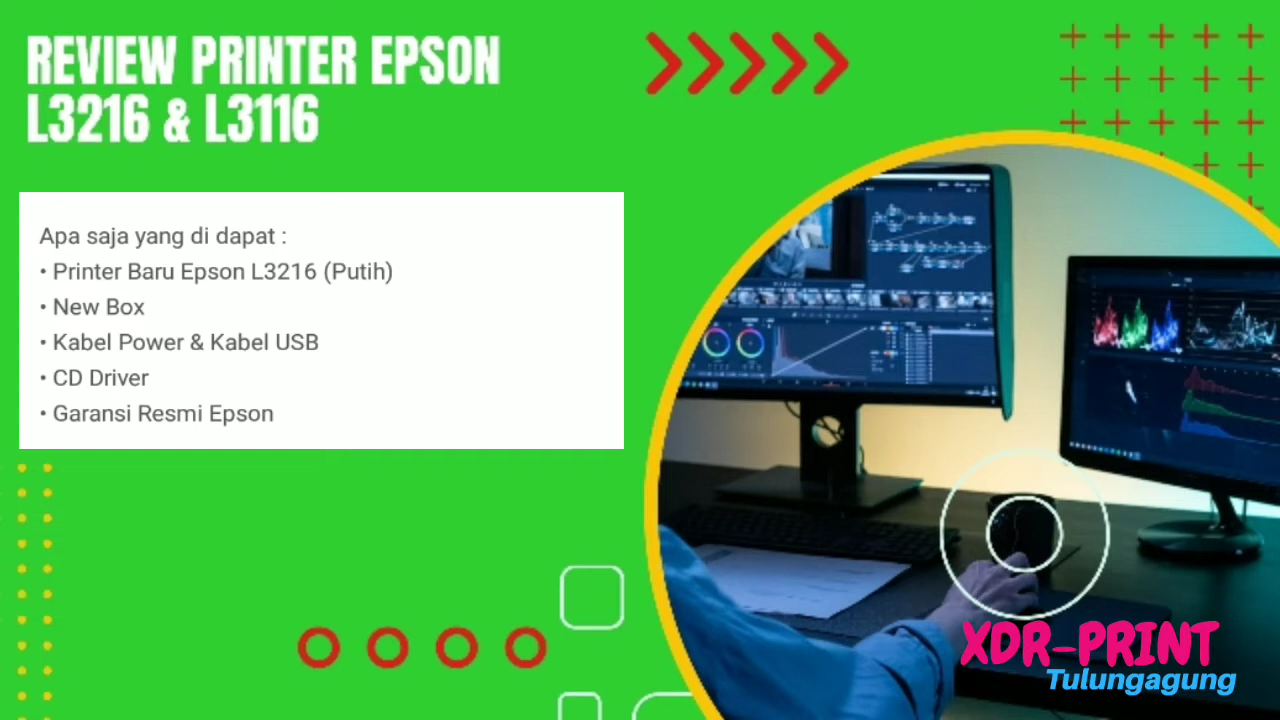 REVIEW PRINTER EPSON
L3216 & L3116
Apa saja yang di dapat :
• Printer Baru Epson L3216 (Putih)
• New Box
• Kabel Power & Kabel USB
• CD Driver
• Garansi Resmi Epson
XDR-PRINT
Tulungagung